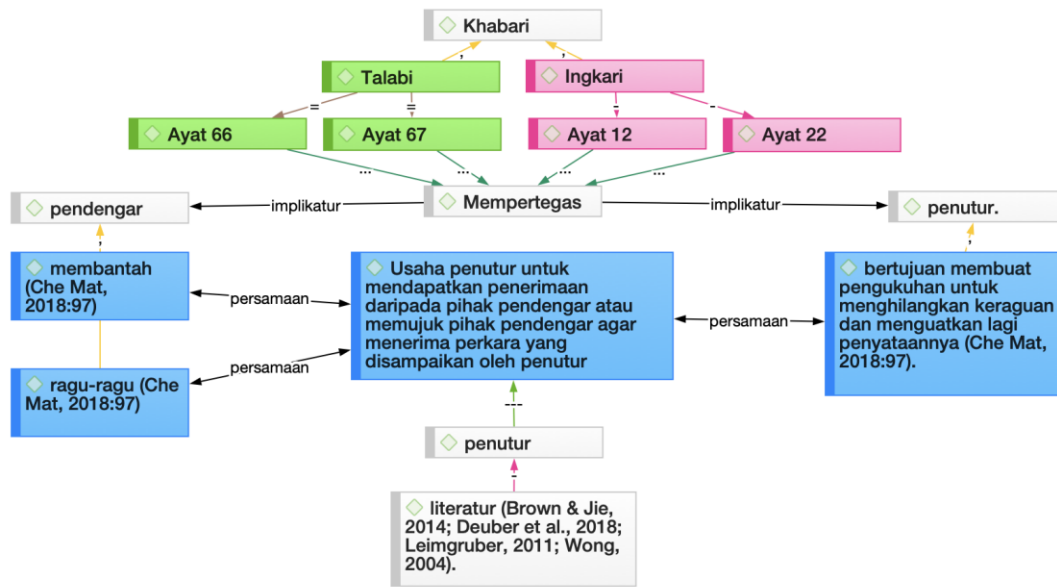 Khabari
,
,
Talabi
Ingkari
=
=
-
-
Ayat 66
Ayat 67
Ayat 12
Ayat 22
...
...
...
...
pendengar
implikatur
Mempertegas
implikatur
penutur.
,
,
membantah
(Che Mat,
2018:97)
persamaan
Usaha penutur untuk
mendapatkan penerimaan
daripada pihak pendengar atau
memujuk pihak pendengar agar
menerima perkara yang
disampaikan oleh penutur
persamaan
bertujuan membuat
pengukuhan untuk
menghilangkan keraguan
dan menguatkan lagi
penyataannya (Che Mat,
2018:97).
persamaan
ragu-ragu (Che
Mat, 2018:97)
---
penutur
-
literatur (Brown & Jie,
2014; Deuber et al., 2018;
Leimgruber, 2011; Wong,
2004).